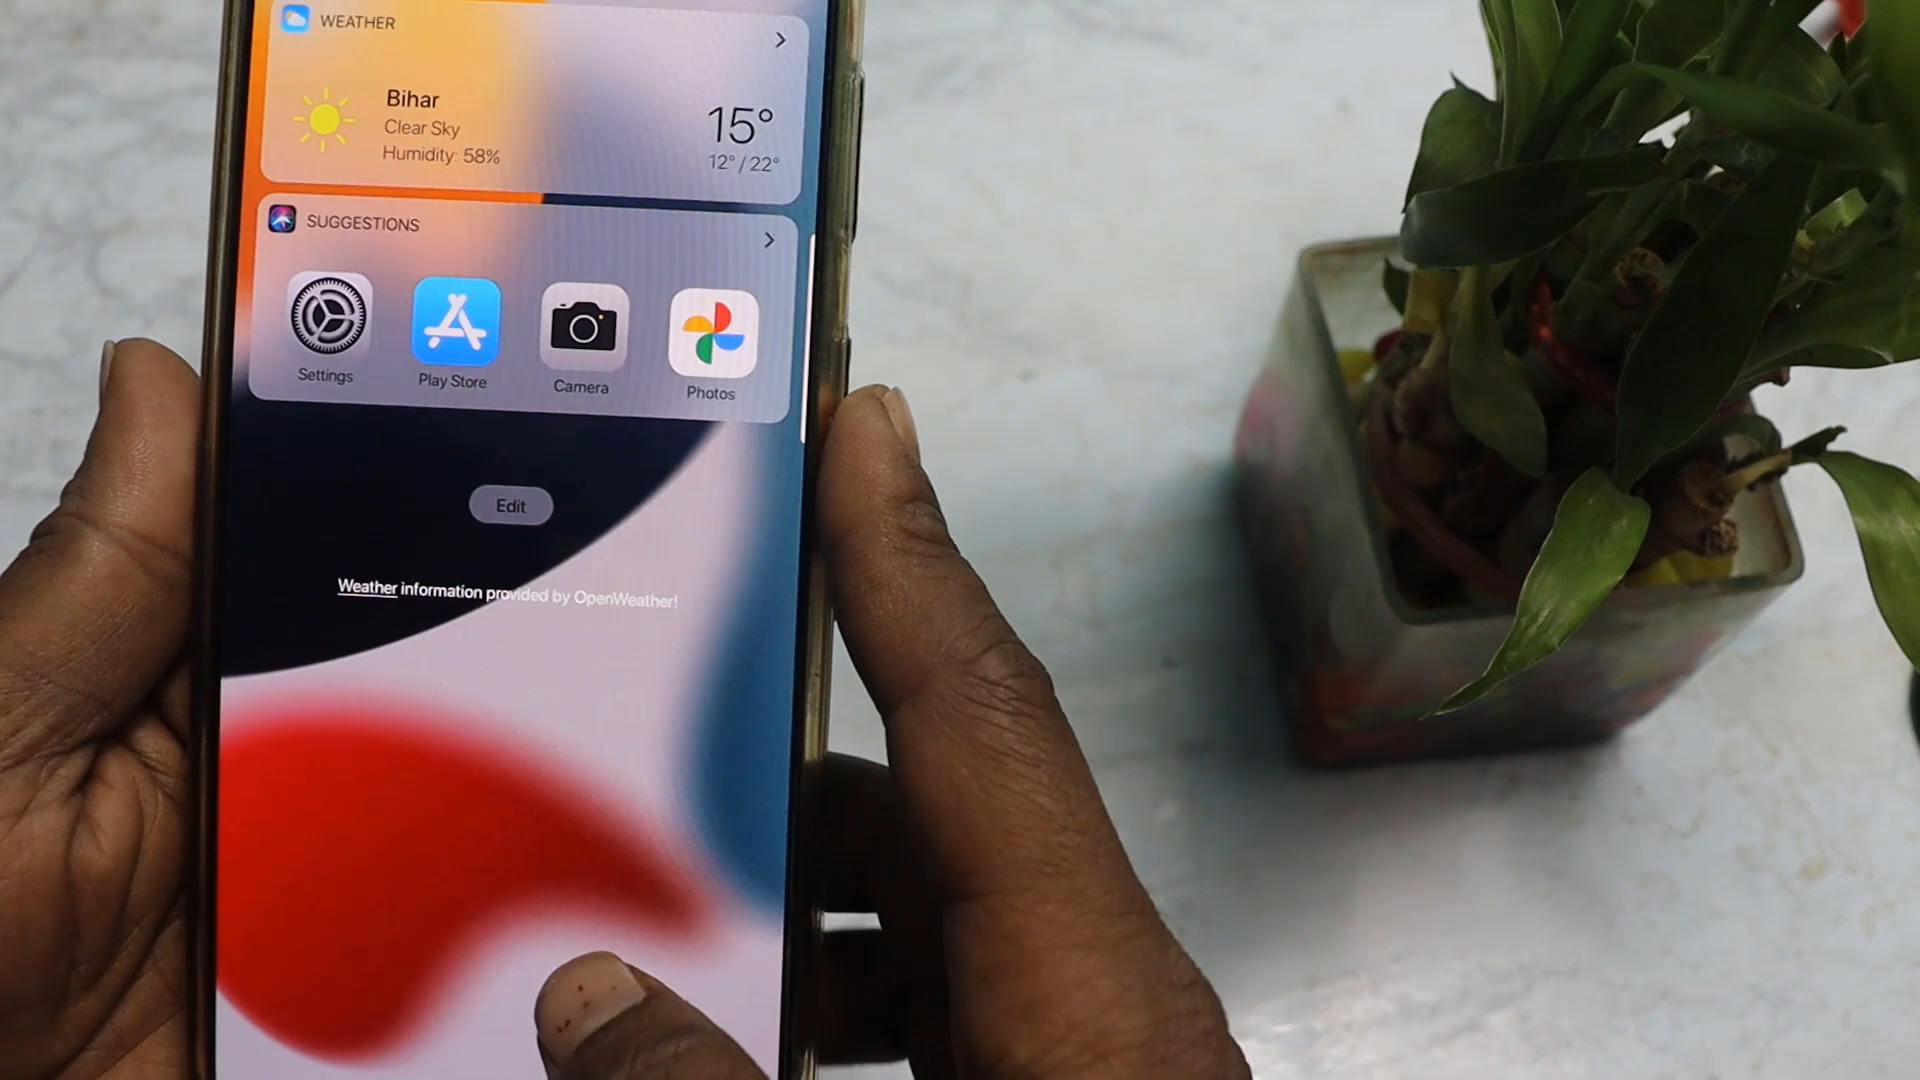 WEATHER
Bihar
Clear Sky
Humidity: 58%
15°
12° / 22°
SUGGESTIONS
Settings
Play Store
Camera
Photos
Edit
Weather information provided by OpenWeather!